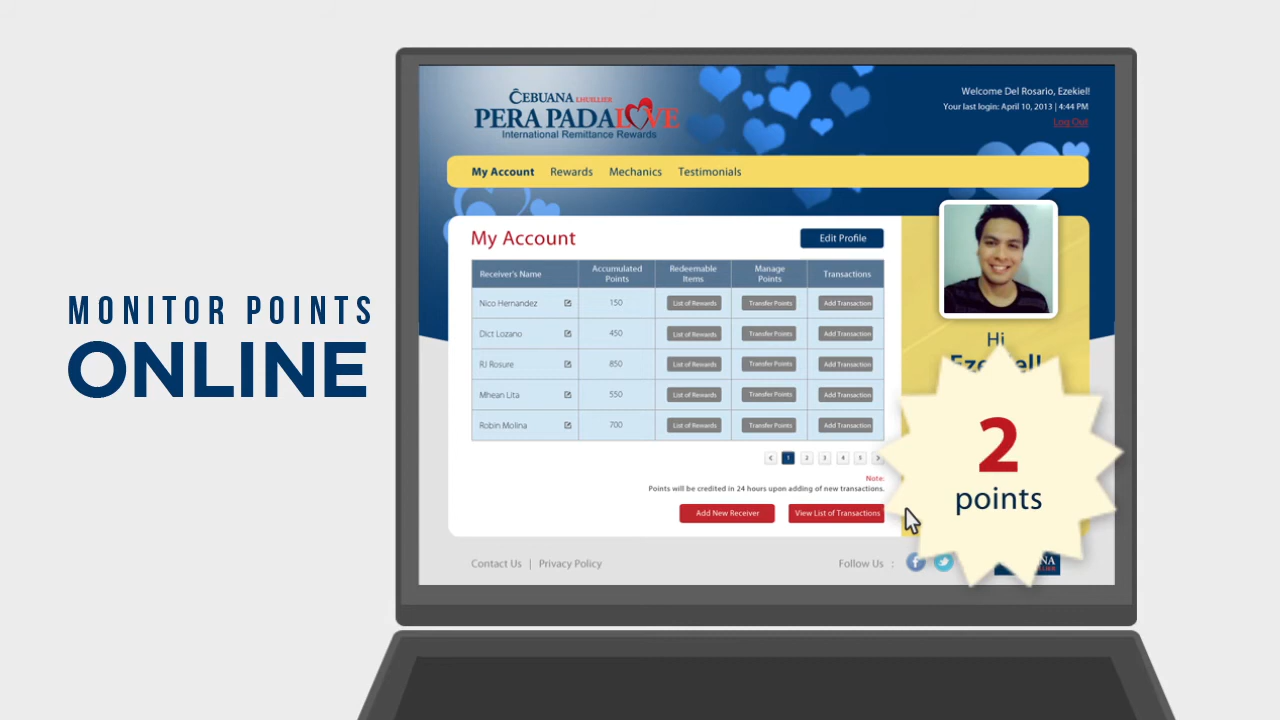 MONITOR POINTS
ONLINE
ĈEBUANA LHUILLIER
PERA PADALOVE
International Remittance Rewards
Welcome Del Rosario, Ezekiel!
Your last login: April 10, 2013 | 4:44 PM
Log Out
My Account Rewards Mechanics Testimonials
My Account
Edit Profile
Receiver's Name Accumulated Points Redeemable Items Manage Points Transactions
Nico Hernandez 150 List of Rewards Transfer Points Add Transaction
Dict Lozano 450 List of Rewards Transfer Points Add Transaction
RJ Rosure 850 List of Rewards Transfer Points Add Transaction
Mhean Lita 550 List of Rewards Transfer Points Add Transaction
Robin Molina 700 List of Rewards Transfer Points Add Transaction
< 1 2 3 4 5 >
Note:
Points will be credited in 24 hours upon adding of new transactions.
Add New Receiver View List of Transactions
Hi
2
points
Contact Us | Privacy Policy
Follow Us :